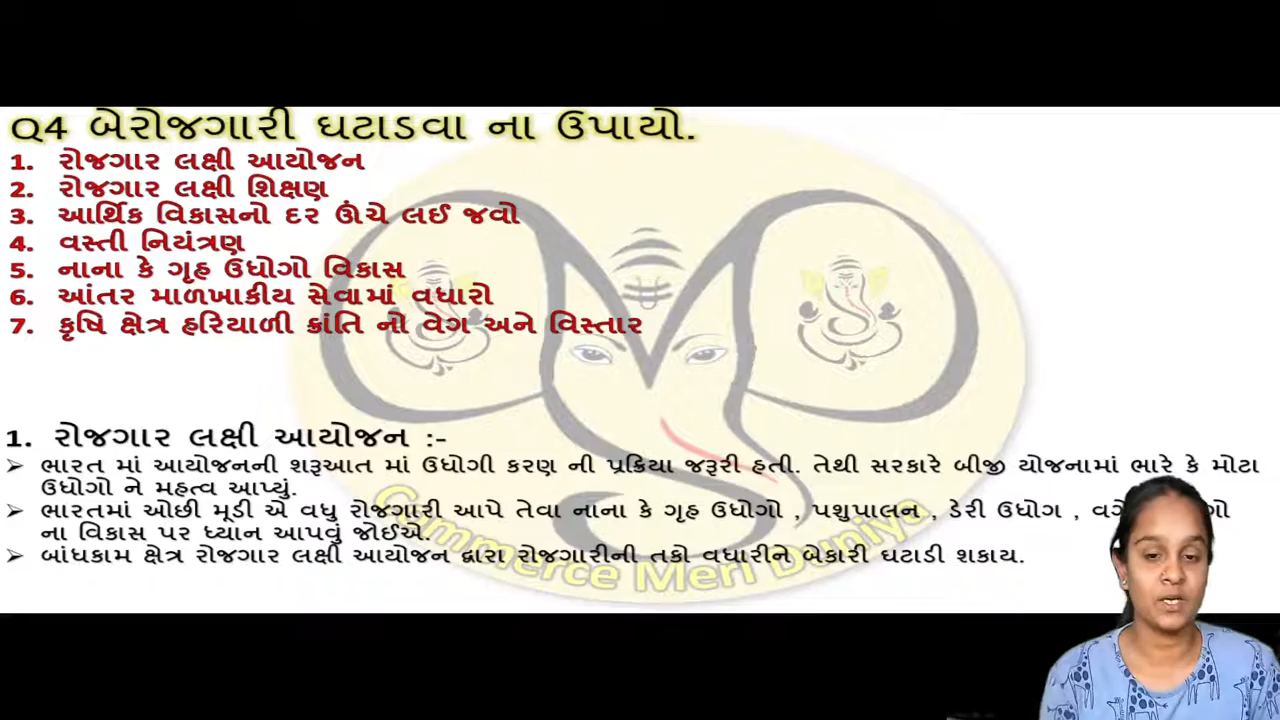 Q4 બેરોજગારી ઘટાડવા ના ઉપાયો.
1. રોજગાર લક્ષી આયોજન
2. રોજગાર લક્ષી શિક્ષણ
3. આર્થિક વિકાસનો દર ઊંચે લઈ જવો
4. વસ્તી નિયંત્રણ
5. નાના કે ગૃહ ઉધોગો વિકાસ
6. આંતર માળખાકીય સેવામાં વધારો
7. કૃષિ ક્ષેત્ર હરિયાળી ક્રાંતિ નો વેગ અને વિસ્તાર
1. રોજગાર લક્ષી આયોજન :-
➢ ભારત માં આયોજનની શરૂઆત માં ઉધોગી કરણ ની પ્રક્રિયા જરૂરી હતી. તેથી સરકારે બીજી યોજનામાં ભારે કે મોટા
ઉધોગો ને મહત્વ આપ્યું.
➢ ભારતમાં ઓછી મૂડી એ વધુ રોજગારી આપે તેવા નાના કે ગૃહ ઉધોગો , પશુપાલન , ડેરી ઉધોગ ,
ના વિકાસ પર ધ્યાન આપવું જોઈએ.
➢ બાંધકામ ક્ષેત્ર રોજગાર લક્ષી આયોજન દ્વારા રોજગારીની તકો વધારીને બેકારી ઘટાડી શકાય.
Commerce Meri Duniya